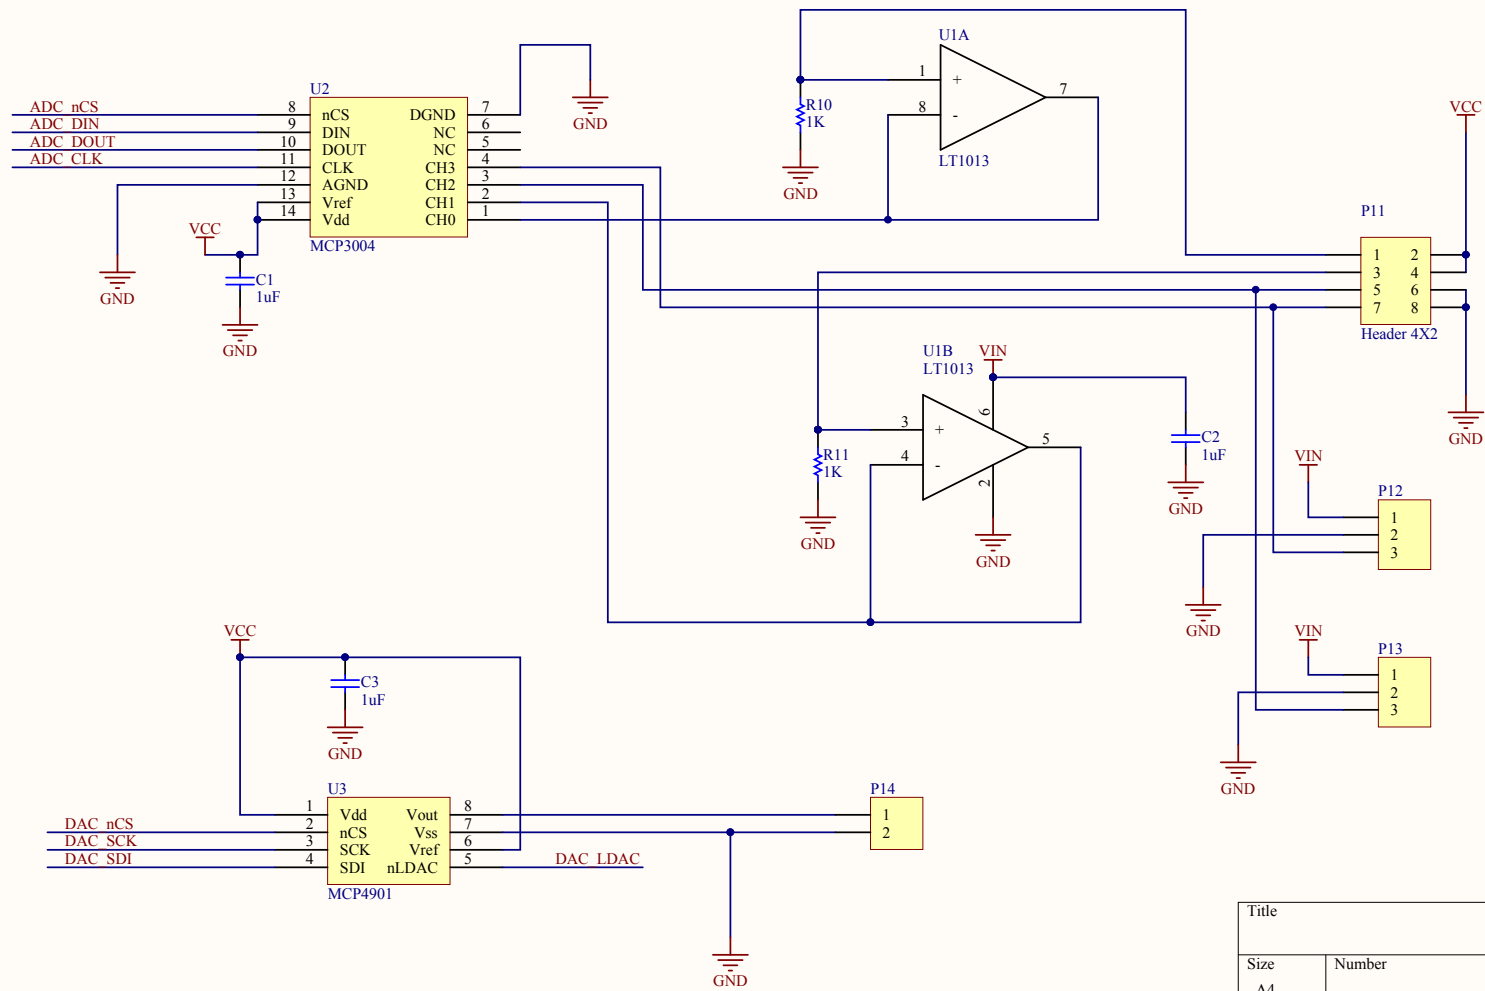 U1A
1
+
7
8
-
LT1013
R10
1K
GND
U2
ADC_nCS
8
nCS
DGND
7
ADC_DIN
9
DIN
NC
6
ADC_DOUT
10
DOUT
NC
5
ADC_CLK
11
CLK
CH3
4
12
AGND
CH2
3
13
Vref
CH1
2
14
Vdd
CH0
1
MCP3004
GND
VCC
C1
1uF
GND
GND
VCC
P11
1 2
3 4
5 6
7 8
Header 4X2
GND
U1B
LT1013
VIN
6
3
+
5
4
-
2
GND
R11
1K
GND
C2
1uF
GND
VIN
P12
1
2
3
GND
VIN
P13
1
2
3
GND
VCC
C3
1uF
GND
U3
1
Vdd
Vout
8
DAC_nCS
2
nCS
Vss
7
DAC_SCK
3
SCK
Vref
6
DAC_SDI
4
SDI
nLDAC
5
DAC_LDAC
MCP4901
P14
1
2
GND
Title
Size
Number
A4